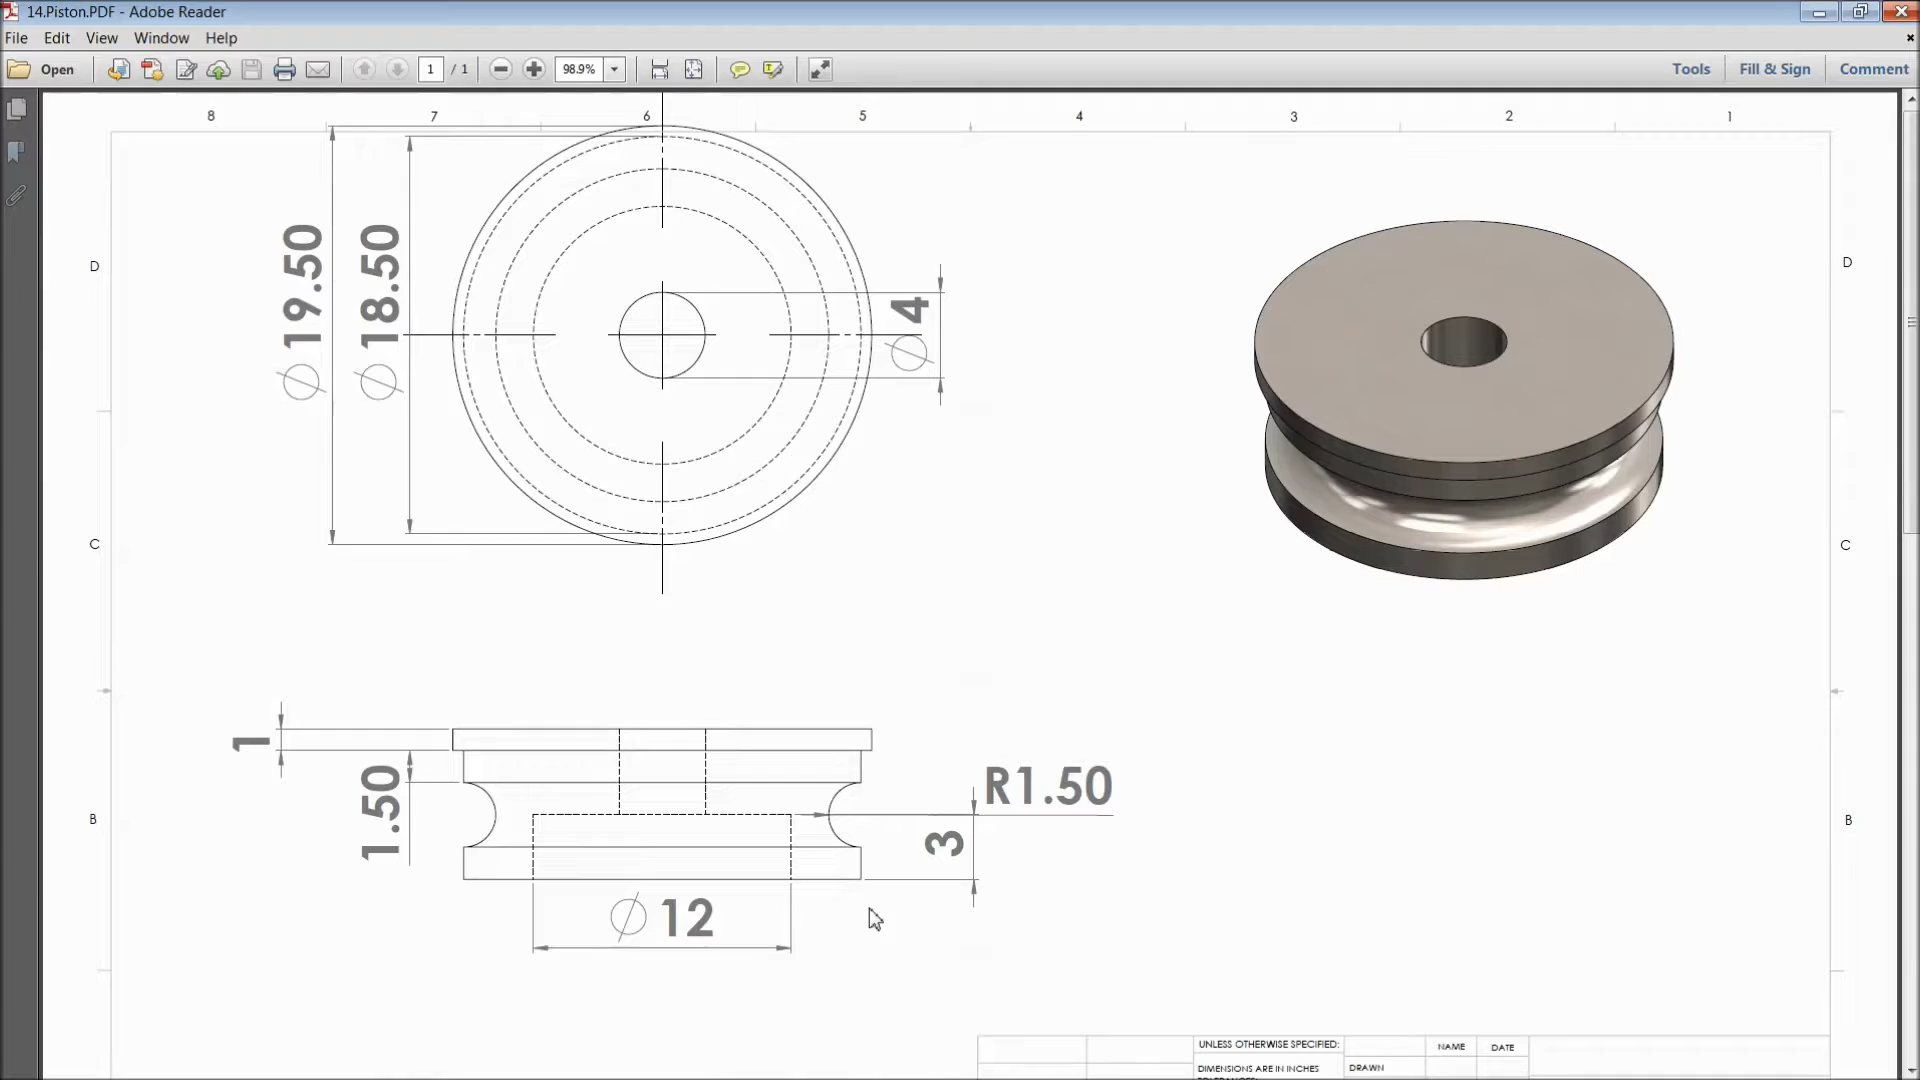 14.Piston.PDF - Adobe Reader
File Edit View Window Help
Open 1 / 1 98.9% Tools Fill & Sign Comment
8 7 6 5 4 3 2 1
D D
⌀ 19.50
⌀ 18.50
⌀ 4
C C
1
1.50
R1.50
3
B B
⌀ 12
UNLESS OTHERWISE SPECIFIED: NAME DATE
DIMENSIONS ARE IN INCHES DRAWN
TOLERANCES: